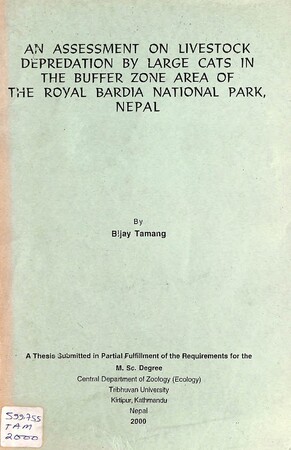 AN ASSESSMENT ON LIVESTOCK
DEPREDATION BY LARGE CATS IN
THE BUFFER ZONE AREA OF
THE ROYAL BARDIA NATIONAL PARK,
NEPAL
By
Bijay Tamang
A Thesis Submitted in Partial Fulfillment of the Requirements for the
M. Sc. Degree
Central Department of Zoology (Ecology)
Tribhuvan University
Kirtipur, Kathmandu
Nepal
2000
599.755
TAM
2000